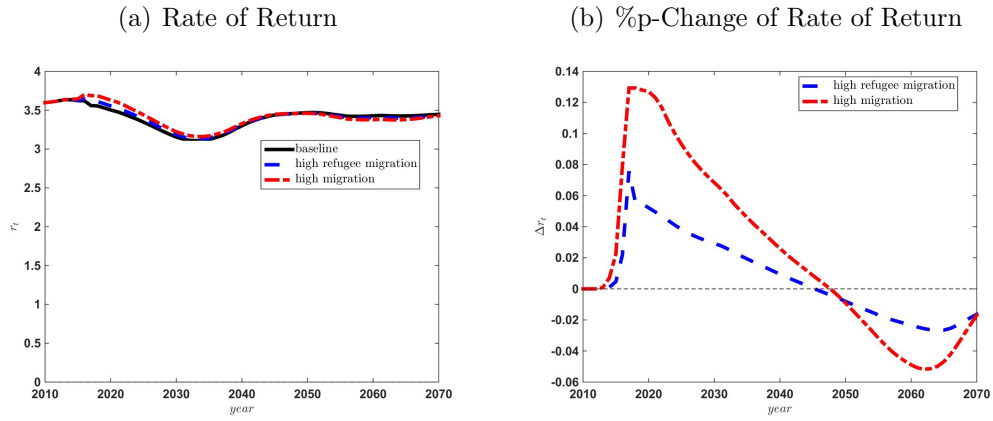 (a) Rate of Return
(b) %p-Change of Rate of Return
4
3.5
3
2.5
2
1.5
1
0.5
0
r_t
2010 2020 2030 2040 2050 2060 2070
year
baseline
high refugee migration
high migration
0.14
0.12
0.1
0.08
0.06
0.04
0.02
0
-0.02
-0.04
-0.06
Δr_t
2010 2020 2030 2040 2050 2060 2070
year
high refugee migration
high migration